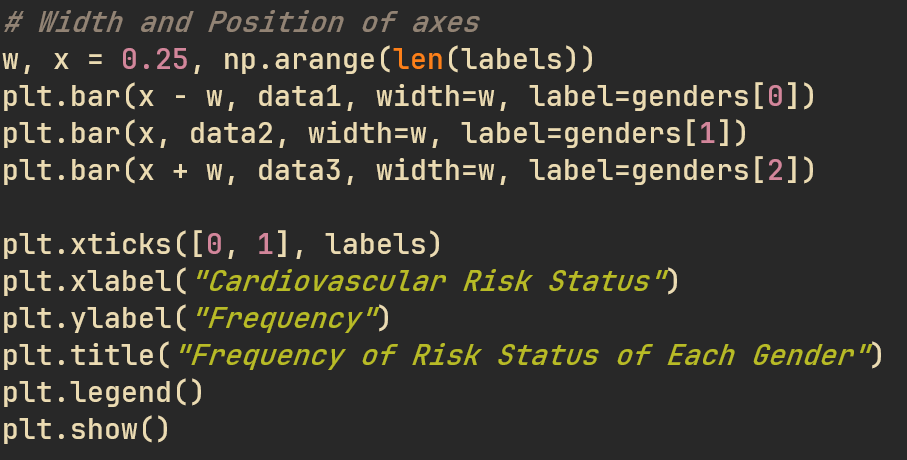 # Width and Position of axes
w, x = 0.25, np.arange(len(labels))
plt.bar(x - w, data1, width=w, label=genders[0])
plt.bar(x, data2, width=w, label=genders[1])
plt.bar(x + w, data3, width=w, label=genders[2])
plt.xticks([0, 1], labels)
plt.xlabel("Cardiovascular Risk Status")
plt.ylabel("Frequency")
plt.title("Frequency of Risk Status of Each Gender")
plt.legend()
plt.show()